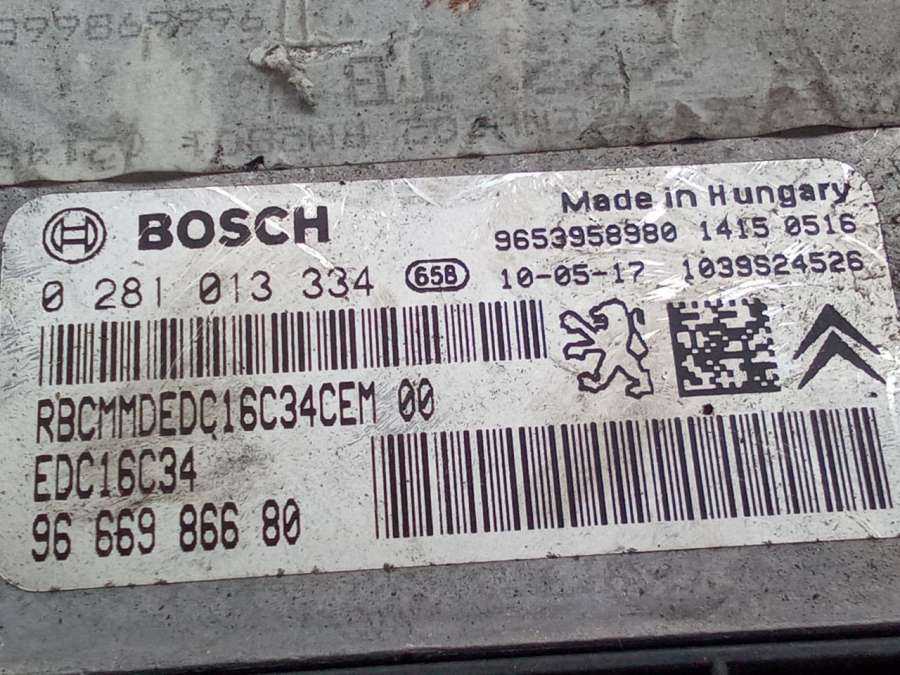 BOSCH
Made in Hungary
9653958980 1415 0516
0 281 013 334 65B
10-05-17 1039S24526
RBCMMDEDC16C34CEM 00
EDC16C34
96 669 866 80